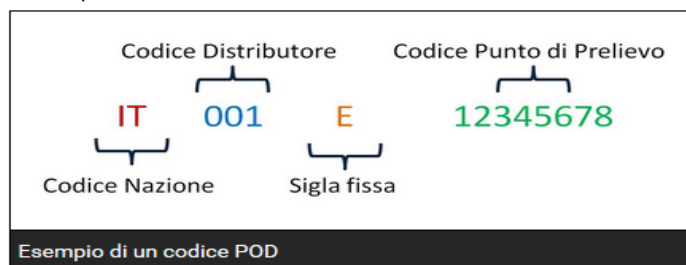 Codice Distributore Codice Punto di Prelievo
IT 001 E 12345678
Codice Nazione Sigla fissa
Esempio di un codice POD